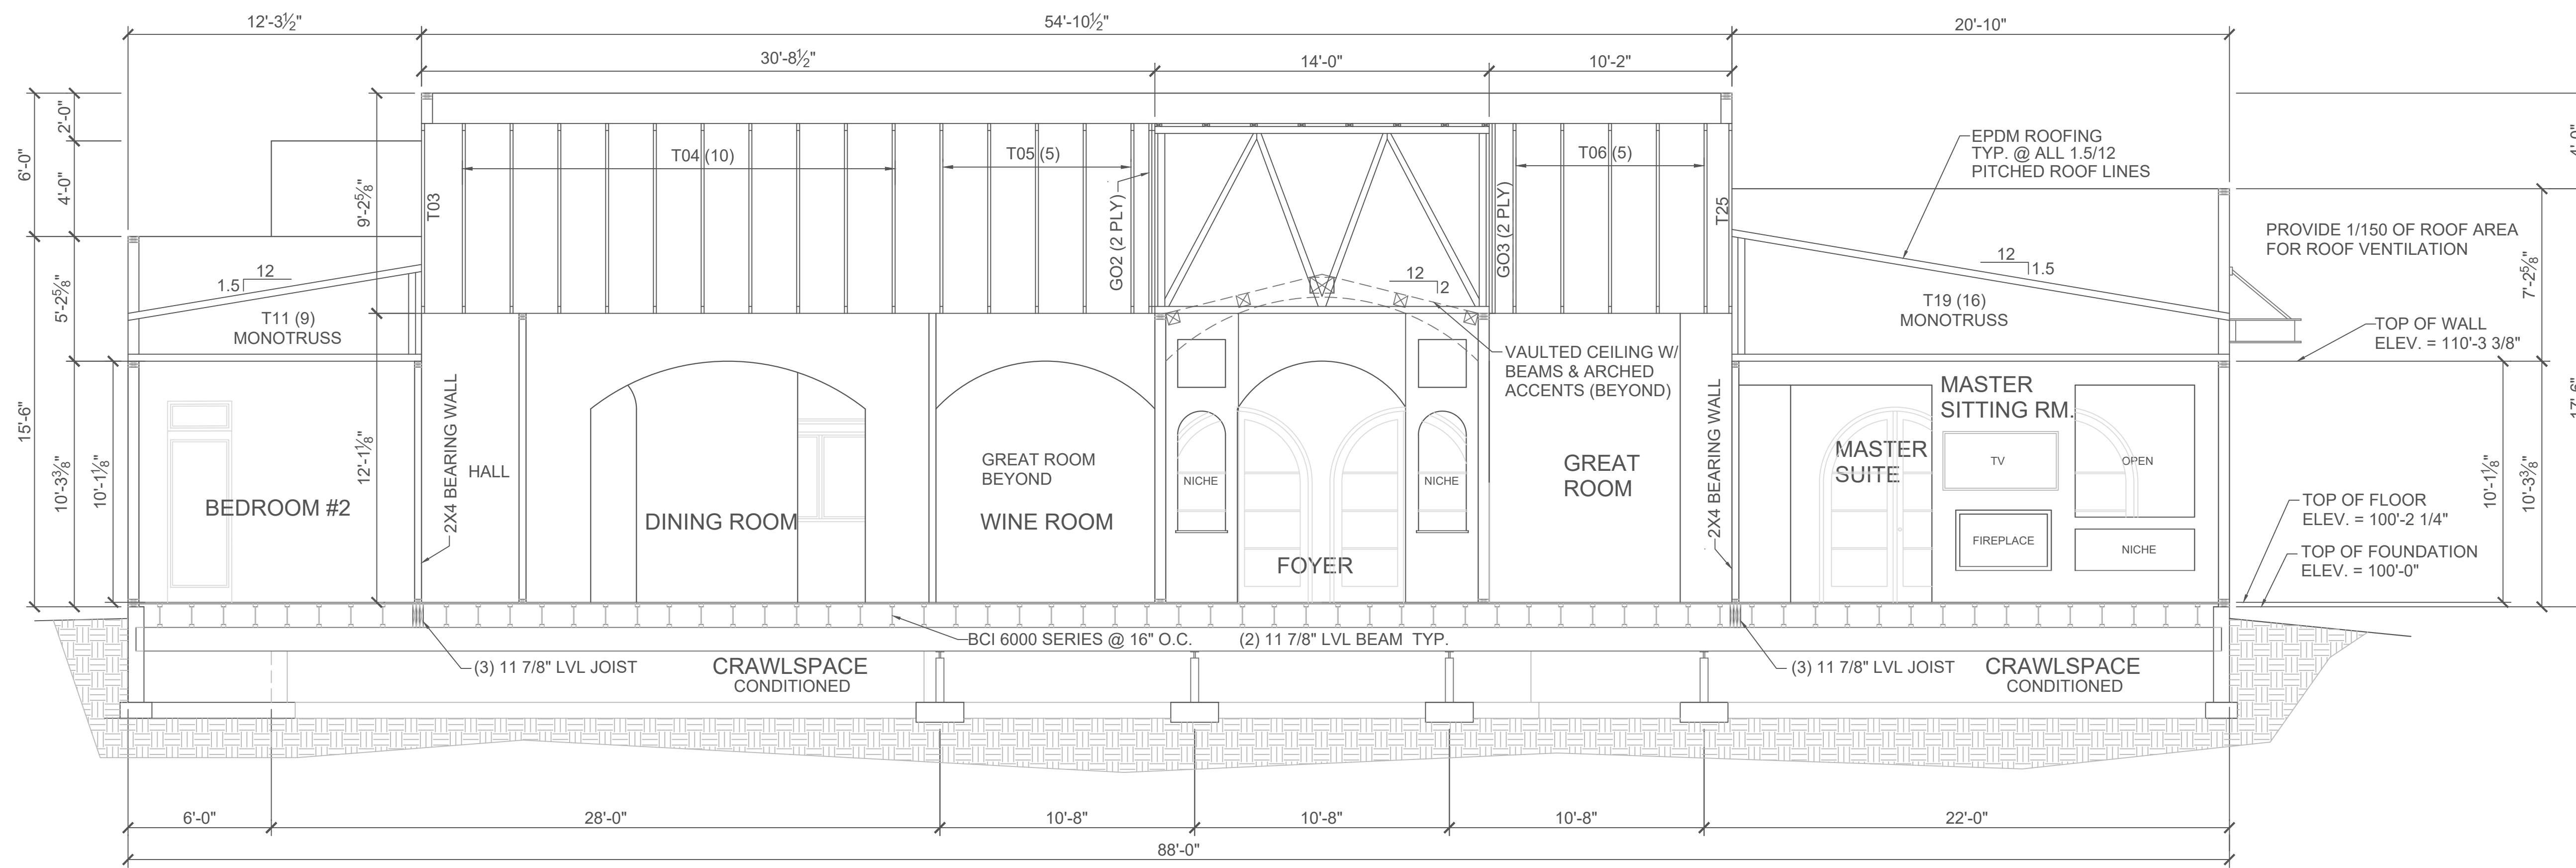 12'-3½"
54'-10½"
20'-10"
30'-8½"
14'-0"
10'-2"
6'-0"
2'-0"
4'-0"
9'-2⅝"
T03
T04 (10)
T05 (5)
GO2 (2 PLY)
GO3 (2 PLY)
T06 (5)
T25
EPDM ROOFING
TYP. @ ALL 1.5/12
PITCHED ROOF LINES
4'-0"
PROVIDE 1/150 OF ROOF AREA
FOR ROOF VENTILATION
12
1.5
12
2
12
1.5
5'-2⅝"
7'-2⅝"
T11 (9)
MONOTRUSS
T19 (16)
MONOTRUSS
TOP OF WALL
ELEV. = 110'-3 3/8"
VAULTED CEILING W/
BEAMS & ARCHED
ACCENTS (BEYOND)
15'-6"
10'-3⅜"
10'-1⅛"
12'-1⅛"
2X4 BEARING WALL
HALL
BEDROOM #2
DINING ROOM
GREAT ROOM
BEYOND
WINE ROOM
NICHE
NICHE
FOYER
GREAT
ROOM
2X4 BEARING WALL
MASTER
SITTING RM.
MASTER
SUITE
TV
OPEN
FIREPLACE
NICHE
10'-1⅛"
10'-3⅜"
17'-6"
TOP OF FLOOR
ELEV. = 100'-2 1/4"
TOP OF FOUNDATION
ELEV. = 100'-0"
BCI 6000 SERIES @ 16" O.C.
(2) 11 7/8" LVL BEAM TYP.
(3) 11 7/8" LVL JOIST
CRAWLSPACE
CONDITIONED
(3) 11 7/8" LVL JOIST
CRAWLSPACE
CONDITIONED
6'-0"
28'-0"
10'-8"
10'-8"
10'-8"
22'-0"
88'-0"